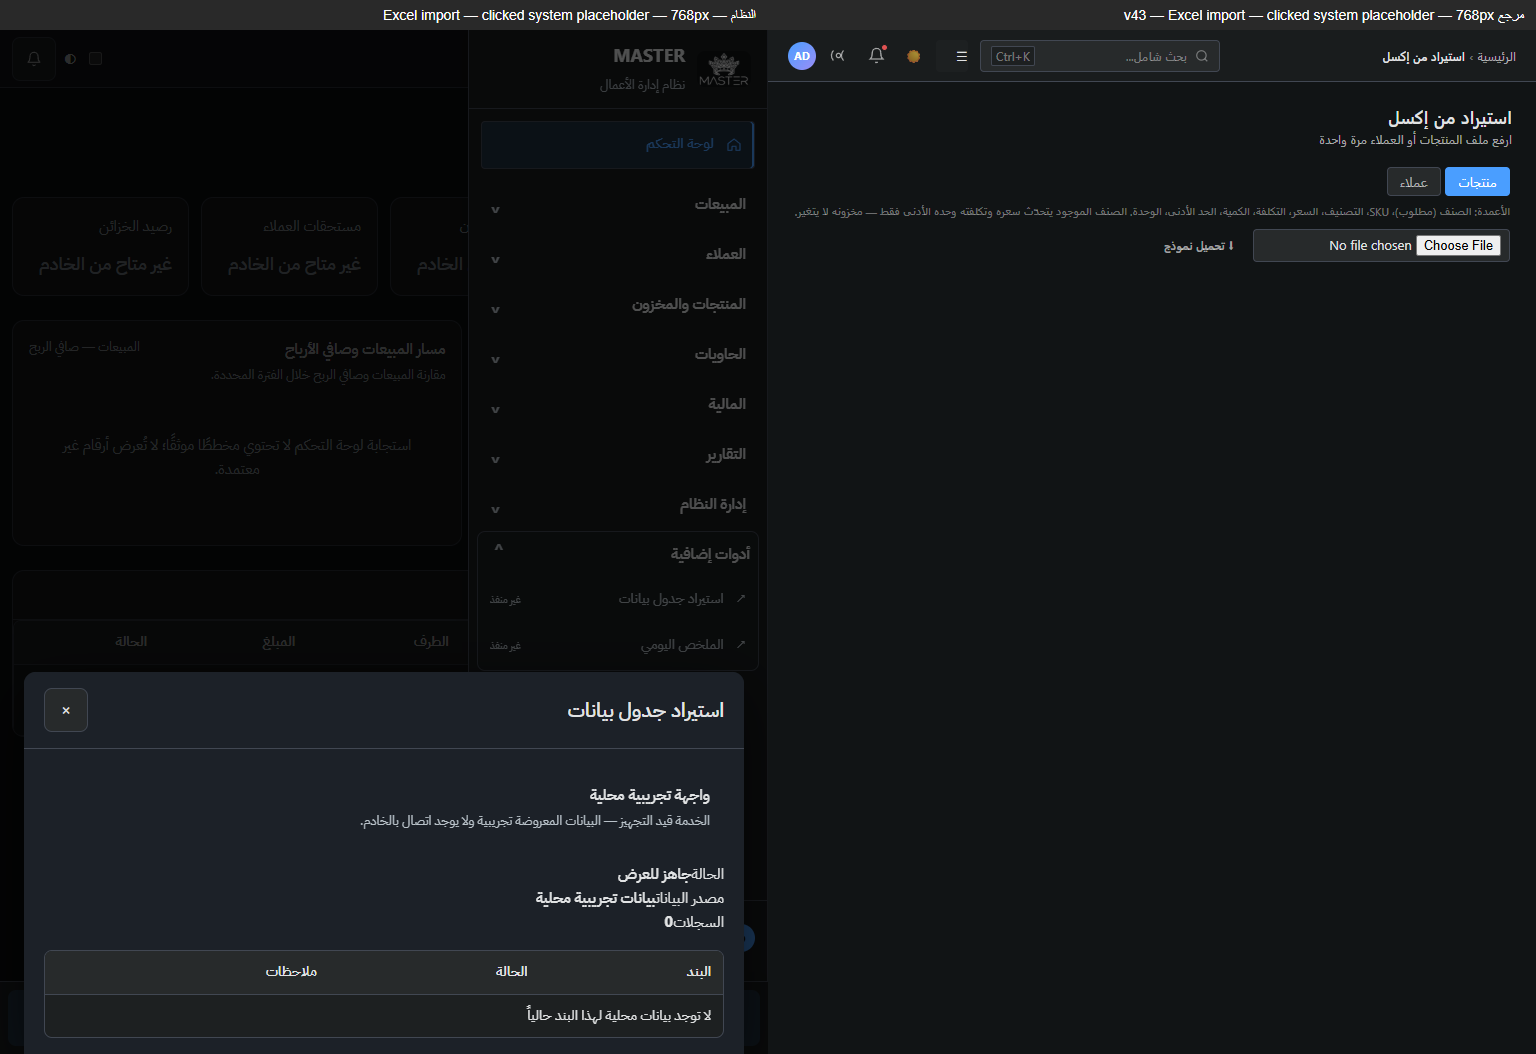 مرجع v43 — Excel import — clicked system placeholder — 768px
الرئيسية › استيراد من إكسل
بحث شامل...
Ctrl+K
☰
AD
استيراد من إكسل
ارفع ملف المنتجات أو العملاء مرة واحدة
منتجات
عملاء
الأعمدة: الصنف (مطلوب)، SKU، التصنيف، السعر، التكلفة، الكمية، الحد الأدنى، الوحدة. الصنف الموجود يتحدّث سعره وتكلفته وحده الأدنى فقط — مخزونه لا يتغير.
Choose File No file chosen
⬇ تحميل نموذج
النظام — Excel import — clicked system placeholder — 768px
MASTER
MASTER
نظام إدارة الأعمال
لوحة التحكم
المبيعات
العملاء
المنتجات والمخزون
الحاويات
المالية
التقارير
إدارة النظام
أدوات إضافية
استيراد جدول بيانات
غير منفذ
الملخص اليومي
غير منفذ
الخادم
مستحقات العملاء
غير متاح من الخادم
رصيد الخزائن
غير متاح من الخادم
مسار المبيعات وصافي الأرباح
المبيعات — صافي الربح
مقارنة المبيعات وصافي الربح خلال الفترة المحددة.
استجابة لوحة التحكم لا تحتوي مخططًا موثقًا؛ لا تُعرض أرقام غير
معتمدة.
الطرف
المبلغ
الحالة
استيراد جدول بيانات
×
واجهة تجريبية محلية
الخدمة قيد التجهيز — البيانات المعروضة تجريبية ولا يوجد اتصال بالخادم.
الحالةجاهز للعرض
مصدر البياناتبيانات تجريبية محلية
السجلات0
البند
الحالة
ملاحظات
لا توجد بيانات محلية لهذا البند حالياً